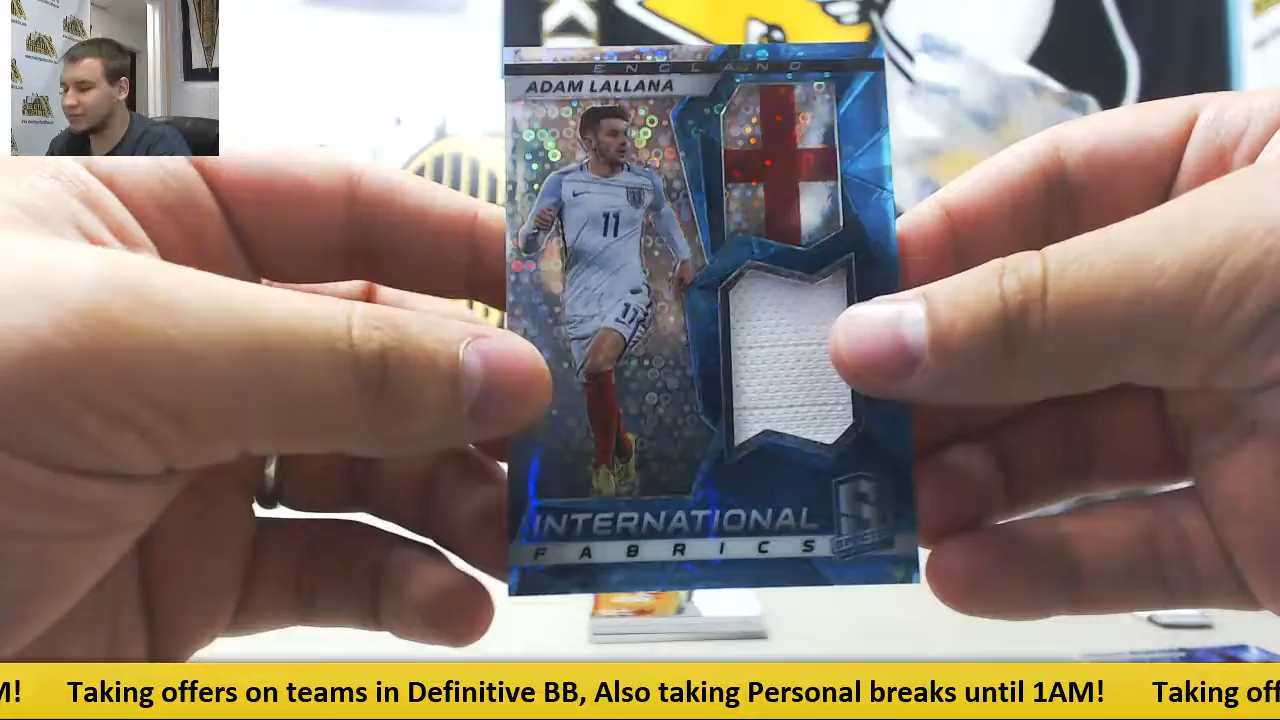 ENGLAND
ADAM LALLANA
11
11
INTERNATIONAL
FABRICS
M! Taking offers on teams in Definitive BB, Also taking Personal breaks until 1AM! Taking off